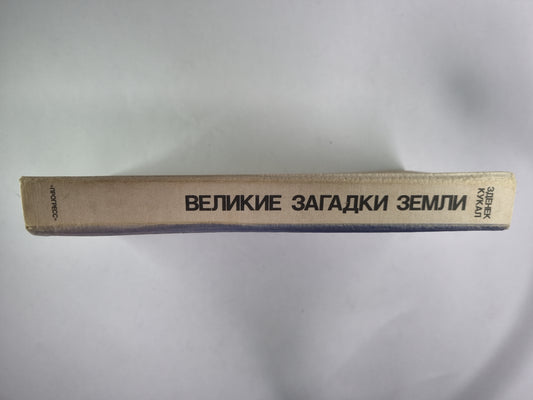 ЗДЕНЕК
КУКАЛ
ВЕЛИКИЕ ЗАГАДКИ ЗЕМЛИ
«ПРОГРЕСС»